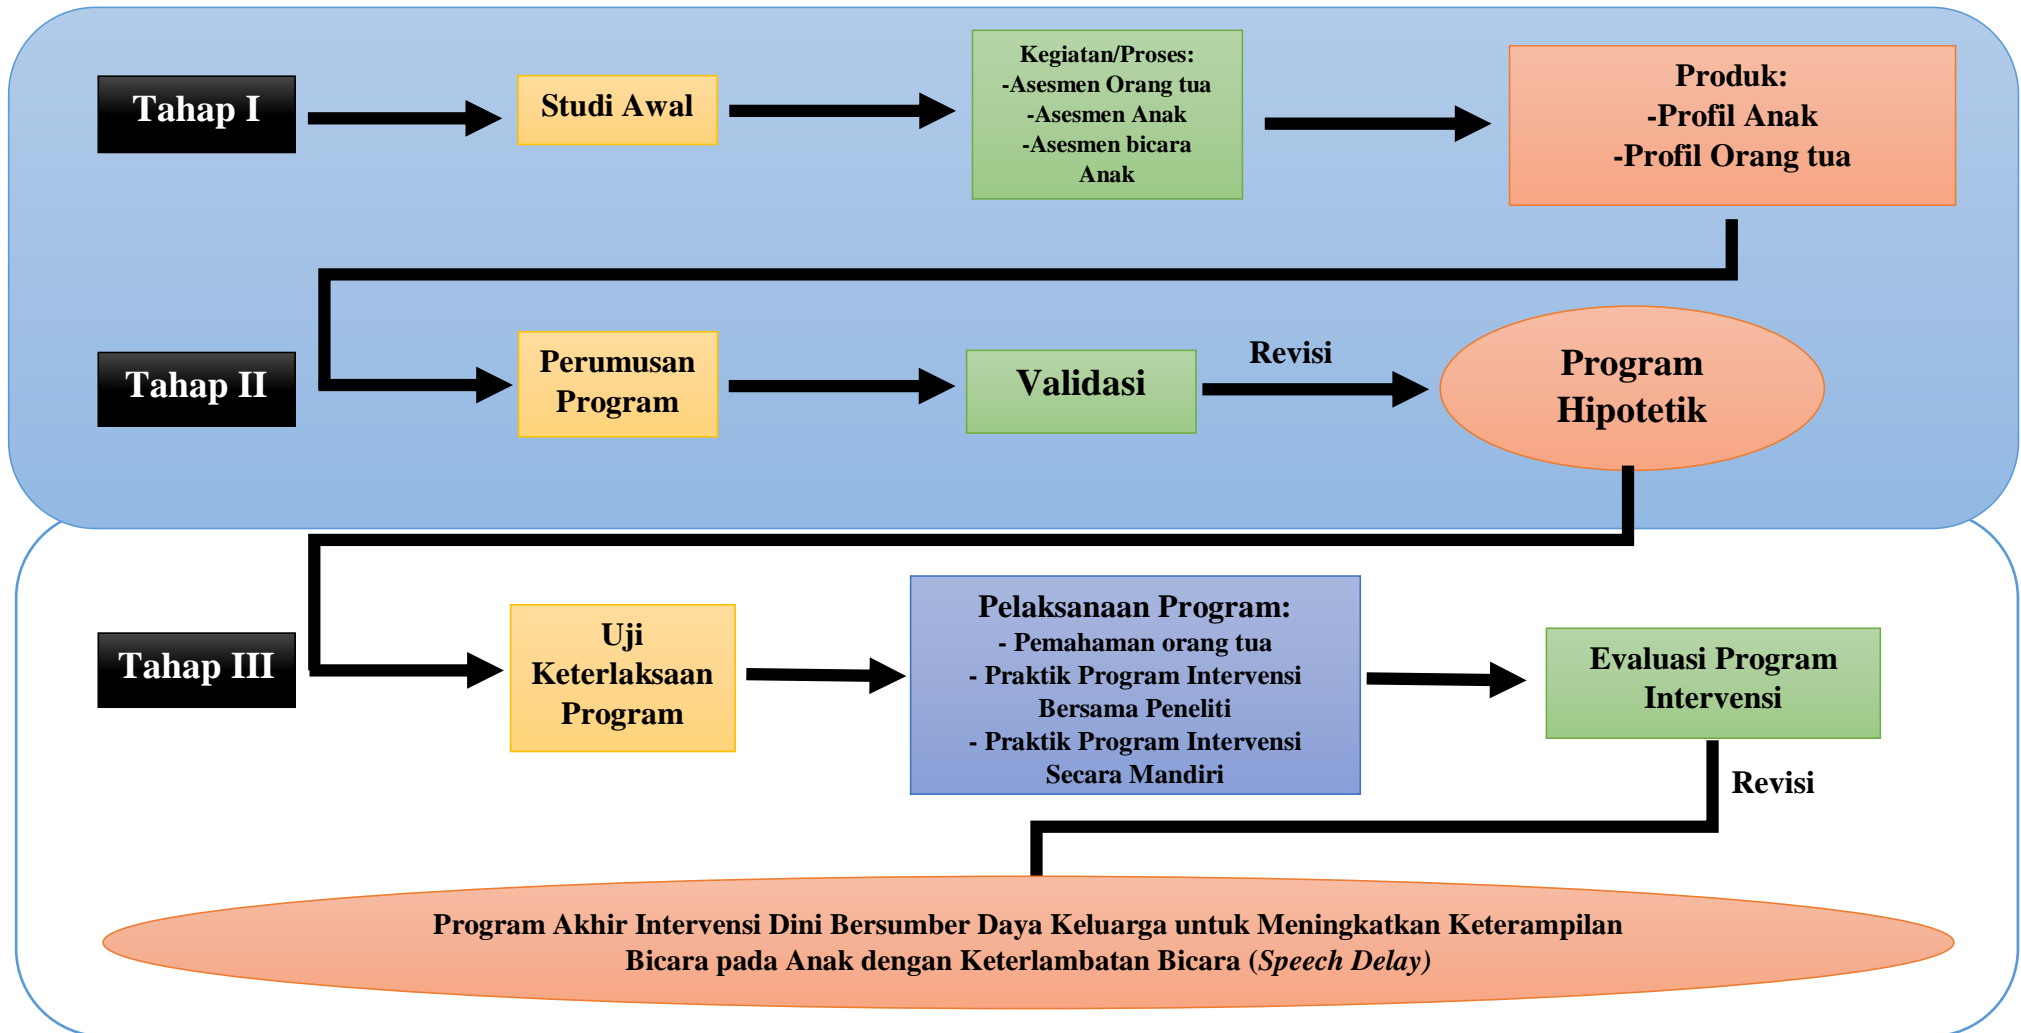 Tahap I
Studi Awal
Kegiatan/Proses:
-Asesmen Orang tua
-Asesmen Anak
-Asesmen bicara
Anak
Produk:
-Profil Anak
-Profil Orang tua
Tahap II
Perumusan
Program
Validasi
Revisi
Program
Hipotetik
Tahap III
Uji
Keterlaksaan
Program
Pelaksanaan Program:
- Pemahaman orang tua
- Praktik Program Intervensi
Bersama Peneliti
- Praktik Program Intervensi
Secara Mandiri
Evaluasi Program
Intervensi
Revisi
Program Akhir Intervensi Dini Bersumber Daya Keluarga untuk Meningkatkan Keterampilan
Bicara pada Anak dengan Keterlambatan Bicara (Speech Delay)